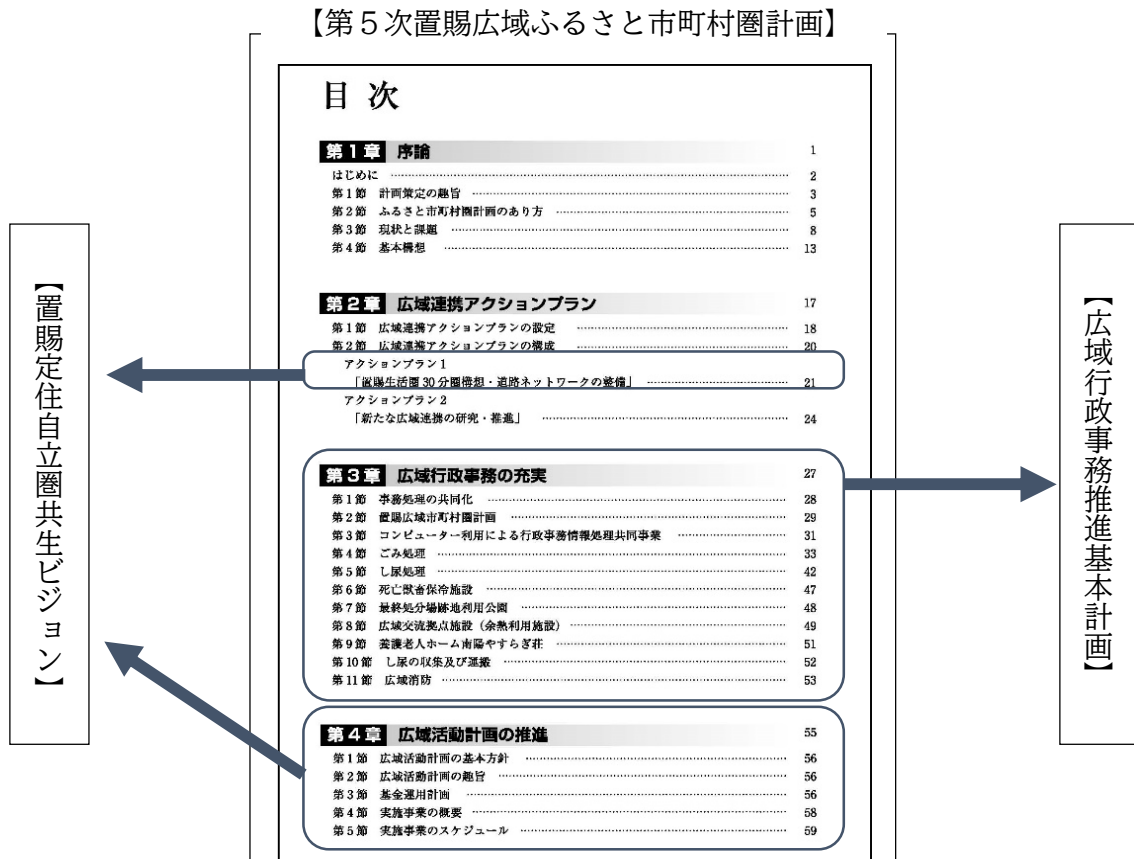 【第５次置賜広域ふるさと市町村圏計画】
目 次
第１章 序論 1
はじめに 2
第１節 計画策定の趣旨 3
第２節 ふるさと市町村圏計画のあり方 5
第３節 現状と課題 8
第４節 基本構想 13
第２章 広域連携アクションプラン 17
第１節 広域連携アクションプランの設定 18
第２節 広域連携アクションプランの構成 20
アクションプラン１
「置賜生活圏30分圏構想・道路ネットワークの整備」 21
アクションプラン２
「新たな広域連携の研究・推進」 24
第３章 広域行政事務の充実 27
第１節 事務処理の共同化 28
第２節 置賜広域市町村圏計画 29
第３節 コンピューター利用による行政事務情報処理共同事業 31
第４節 ごみ処理 33
第５節 し尿処理 42
第６節 死亡獣畜保冷施設 47
第７節 最終処分場跡地利用公園 48
第８節 広域交流拠点施設（余熱利用施設） 49
第９節 養護老人ホーム南陽やすらぎ荘 51
第10節 し尿の収集及び運搬 52
第11節 広域消防 53
第４章 広域活動計画の推進 55
第１節 広域活動計画の基本方針 56
第２節 広域活動計画の趣旨 56
第３節 基金運用計画 56
第４節 実施事業の概要 58
第５節 実施事業のスケジュール 59
【置賜定住自立圏共生ビジョン】
【広域行政事務推進基本計画】